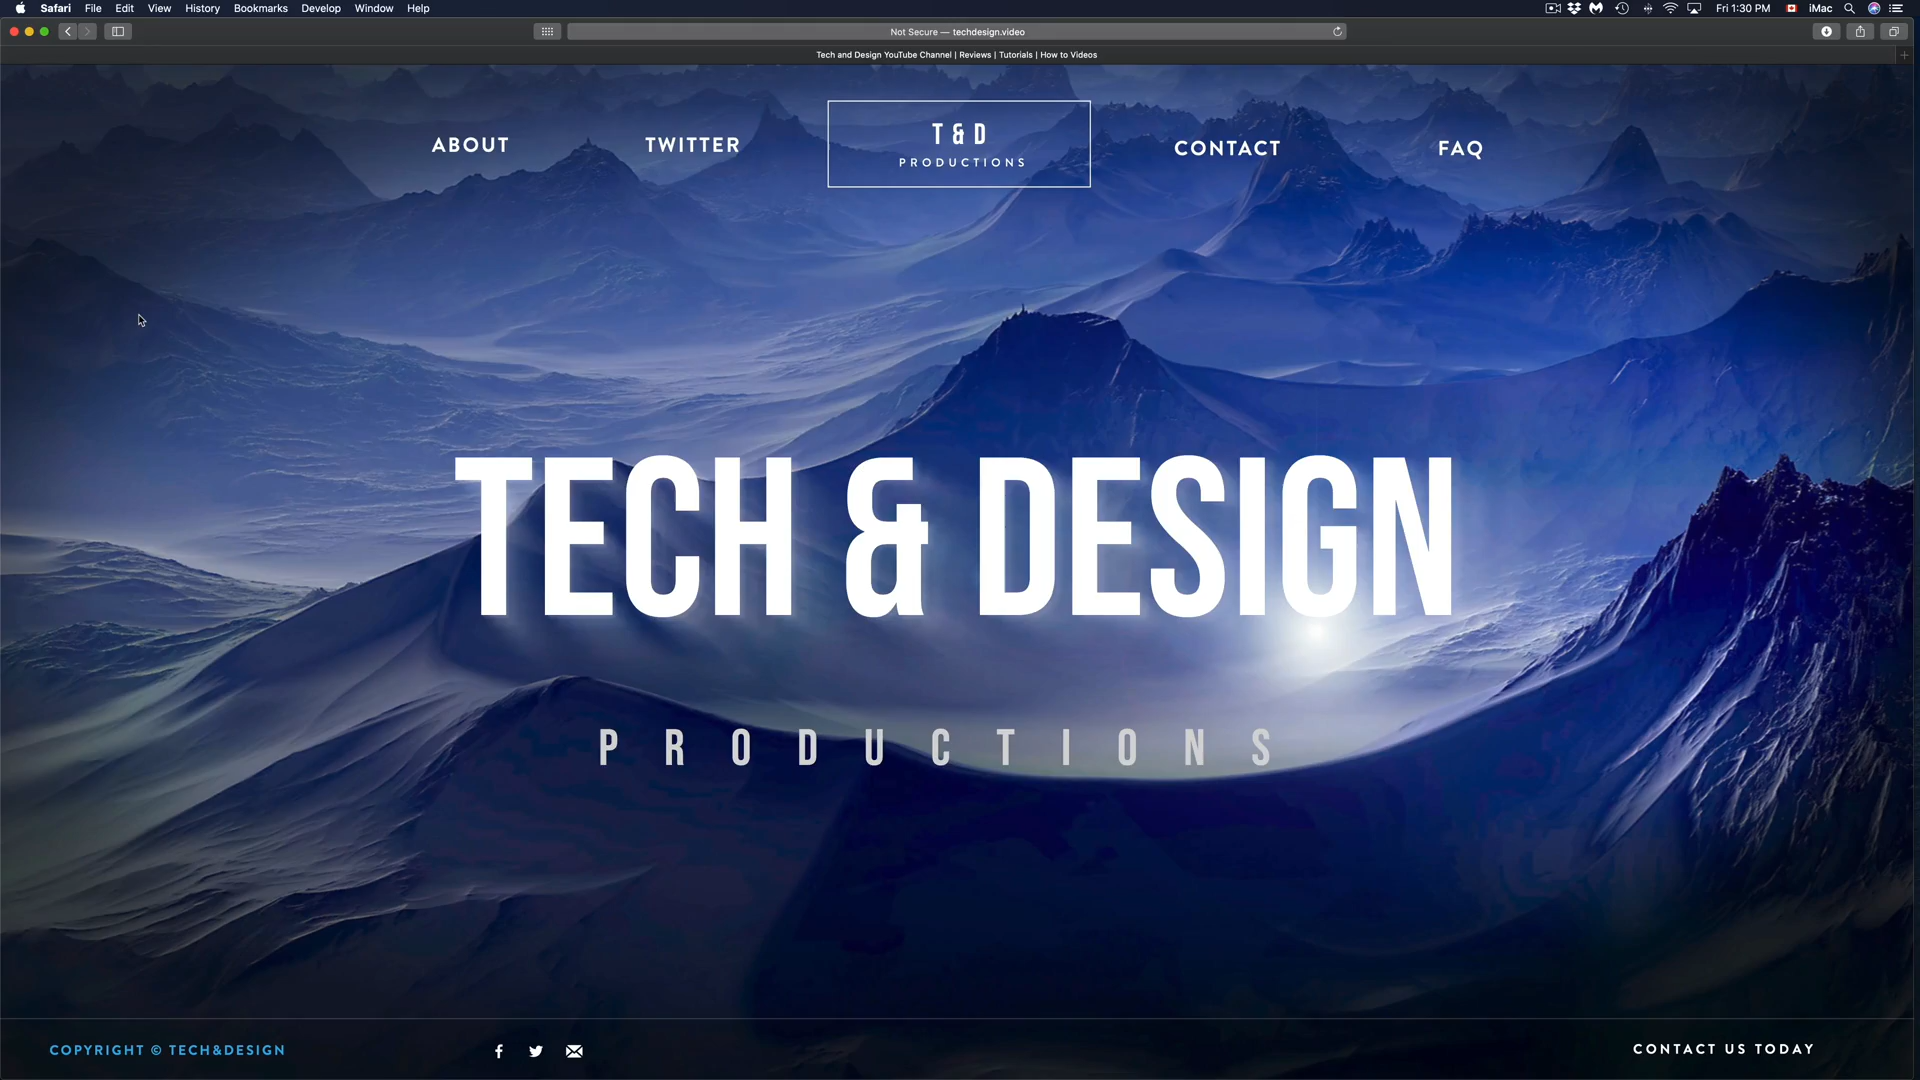 Safari File Edit View History Bookmarks Develop Window Help Fri 1:30 PM iMac
Not Secure — techdesign.video
Tech and Design YouTube Channel | Reviews | Tutorials | How to Videos
ABOUT
TWITTER
T & D
PRODUCTIONS
CONTACT
FAQ
TECH & DESIGN
PRODUCTIONS
COPYRIGHT © TECH&DESIGN
CONTACT US TODAY